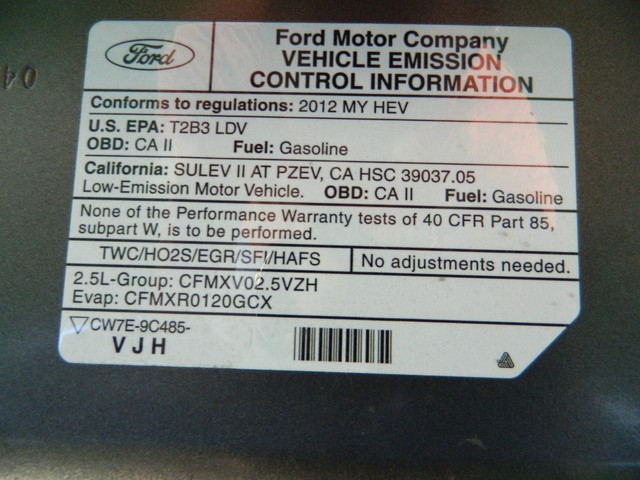 04
Ford
Ford Motor Company
VEHICLE EMISSION
CONTROL INFORMATION
Conforms to regulations: 2012 MY HEV
U.S. EPA: T2B3 LDV
OBD: CA II Fuel: Gasoline
California: SULEV II AT PZEV, CA HSC 39037.05
Low-Emission Motor Vehicle. OBD: CA II Fuel: Gasoline
None of the Performance Warranty tests of 40 CFR Part 85,
subpart W, is to be performed.
TWC/HO2S/EGR/SFI/HAFS No adjustments needed.
2.5L-Group: CFMXV02.5VZH
Evap: CFMXR0120GCX
CW7E-9C485-
VJH